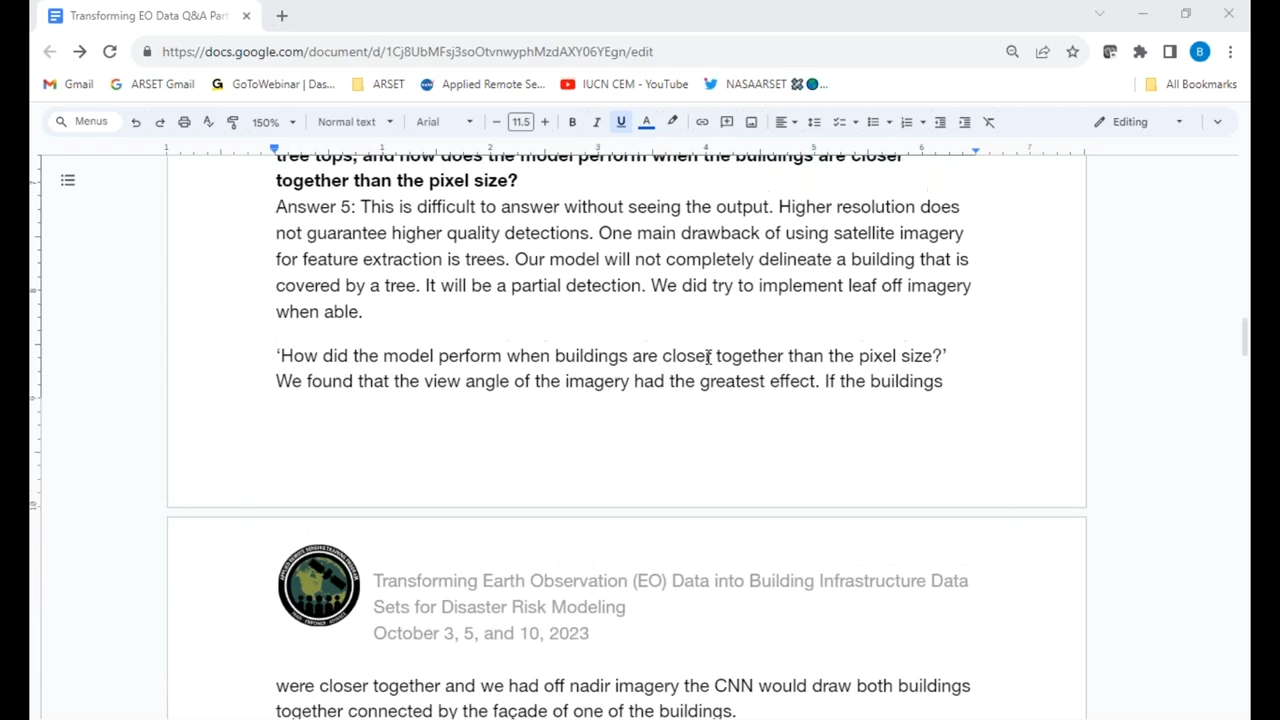 Transforming EO Data Q&A Part
https://docs.google.com/document/d/1Cj8UbMFsj3soOtvnwyphMzdAXY06YEgn/edit
B
Gmail ARSET Gmail GoToWebinar | Das... ARSET Applied Remote Se... IUCN CEM - YouTube NASAARSET All Bookmarks
Menus 150% Normal text Arial 11.5 B I U A Editing
1 1 2 3 4 5 6 7
tree tops, and how does the model perform when the buildings are closer
together than the pixel size?
Answer 5: This is difficult to answer without seeing the output. Higher resolution does
not guarantee higher quality detections. One main drawback of using satellite imagery
for feature extraction is trees. Our model will not completely delineate a building that is
covered by a tree. It will be a partial detection. We did try to implement leaf off imagery
when able.
‘How did the model perform when buildings are closer together than the pixel size?’
We found that the view angle of the imagery had the greatest effect. If the buildings
Transforming Earth Observation (EO) Data into Building Infrastructure Data
Sets for Disaster Risk Modeling
October 3, 5, and 10, 2023
were closer together and we had off nadir imagery the CNN would draw both buildings
together connected by the façade of one of the buildings.